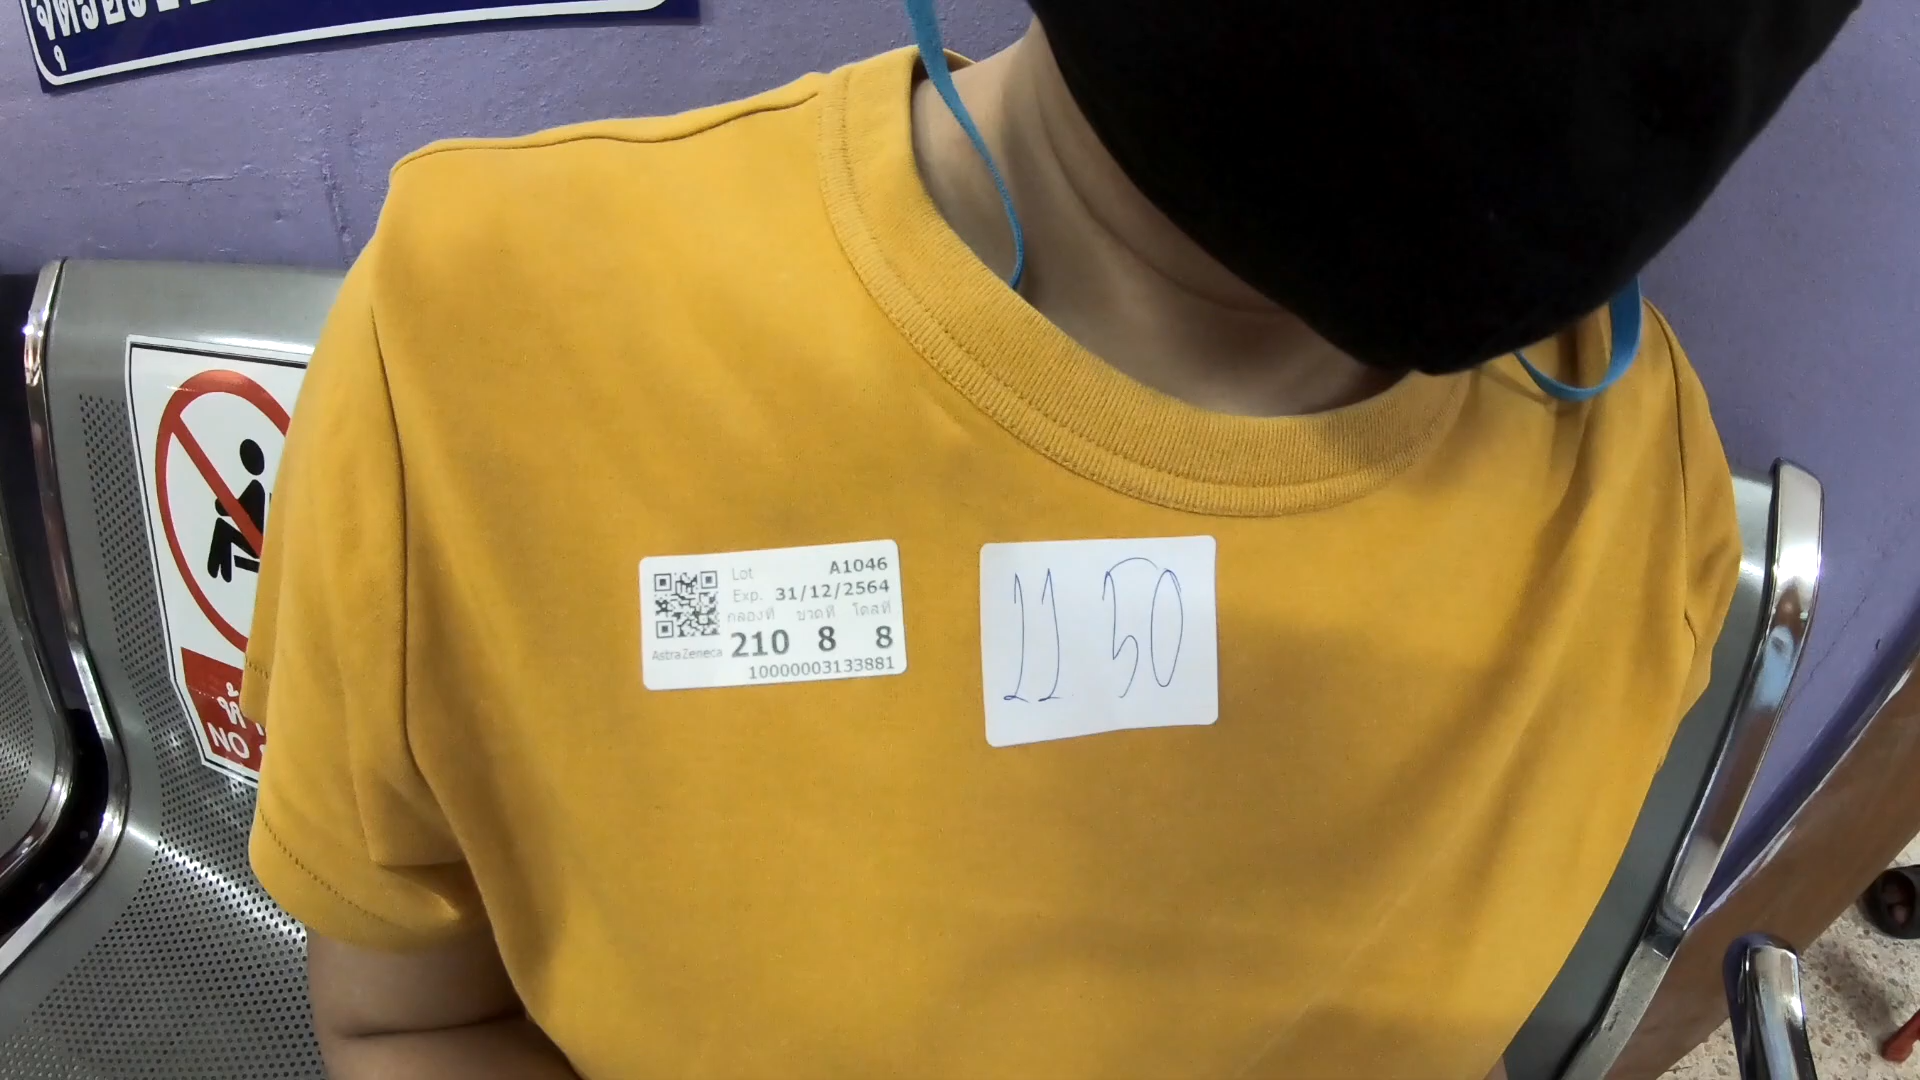 Lot A1046
Exp. 31/12/2564
กล่องที่ ขวดที่ โดสที่
210 8 8
AstraZeneca
10000003133881
11 50
NO